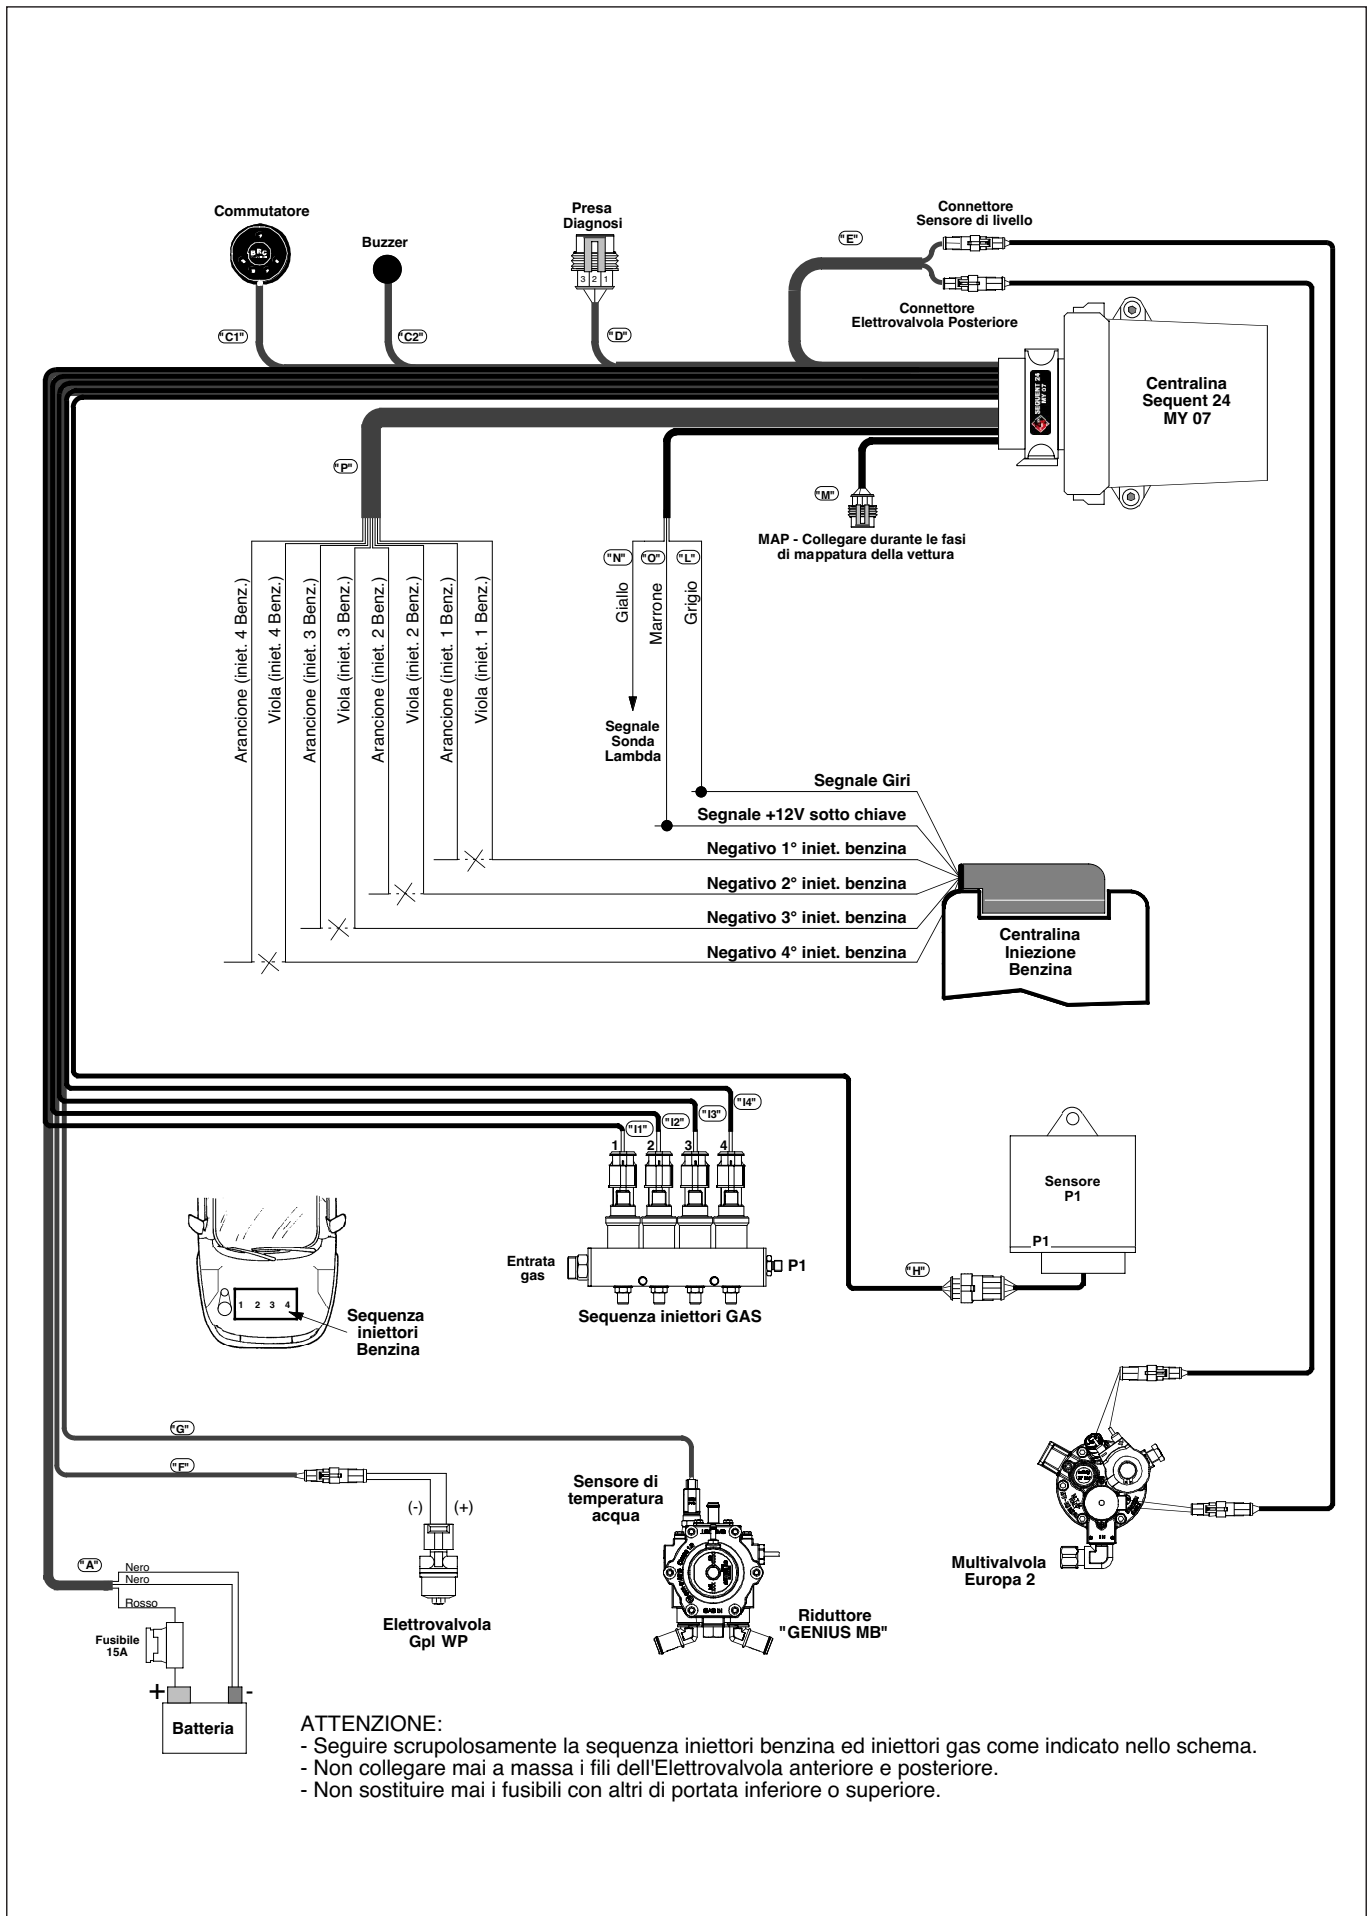 Commutatore
Buzzer
Presa
Diagnosi
Connettore
Sensore di livello
BRC
3 2 1
"E"
"C1"
"C2"
"D"
Connettore
Elettrovalvola Posteriore
SEQUENT 24
MY 07
Centralina
Sequent 24
MY 07
"P"
"M"
MAP - Collegare durante le fasi
di mappatura della vettura
"N"
"O"
"L"
Arancione (iniet. 4 Benz.)
Viola (iniet. 4 Benz.)
Arancione (iniet. 3 Benz.)
Viola (iniet. 3 Benz.)
Arancione (iniet. 2 Benz.)
Viola (iniet. 2 Benz.)
Arancione (iniet. 1 Benz.)
Viola (iniet. 1 Benz.)
Giallo
Marrone
Grigio
Segnale
Sonda
Lambda
Segnale Giri
Segnale +12V sotto chiave
Negativo 1° iniet. benzina
Negativo 2° iniet. benzina
Negativo 3° iniet. benzina
Negativo 4° iniet. benzina
Centralina
Iniezione
Benzina
"I1"
"I2"
"I3"
"I4"
1 2 3 4
Sensore
P1
P1
Entrata
gas
P1
"H"
Sequenza iniettori GAS
1 2 3 4
Sequenza
iniettori
Benzina
"G"
"F"
(-) (+)
Sensore di
temperatura
acqua
GAS IN
IN
Multivalvola
Europa 2
"A"
Nero
Nero
Rosso
Fusibile
15A
Elettrovalvola
Gpl WP
Riduttore
"GENIUS MB"
+ -
Batteria
ATTENZIONE:
- Seguire scrupolosamente la sequenza iniettori benzina ed iniettori gas come indicato nello schema.
- Non collegare mai a massa i fili dell'Elettrovalvola anteriore e posteriore.
- Non sostituire mai i fusibili con altri di portata inferiore o superiore.